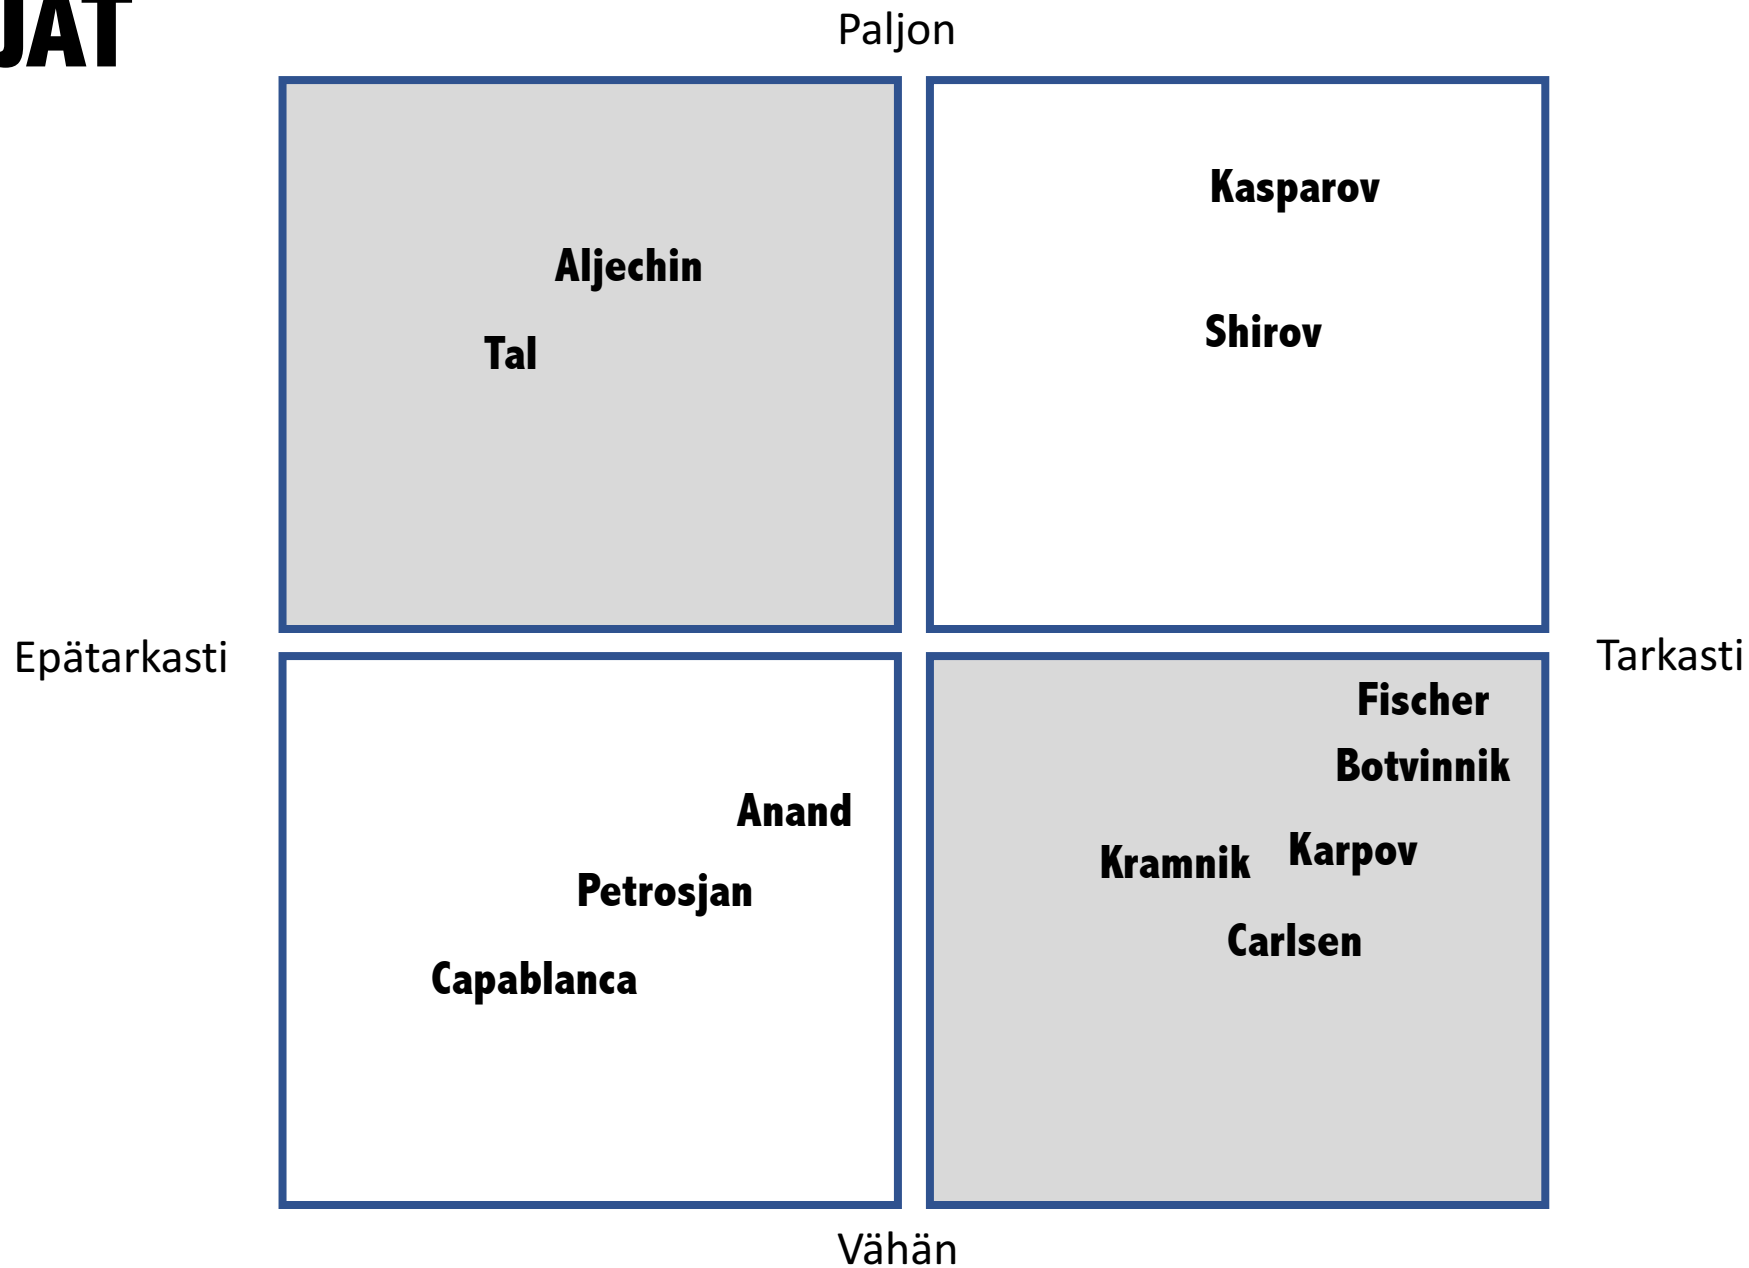 JAT
Paljon
Kasparov
Aljechin
Shirov
Tal
Epätarkasti
Tarkasti
Fischer
Botvinnik
Anand
Kramnik Karpov
Petrosjan
Carlsen
Capablanca
Vähän